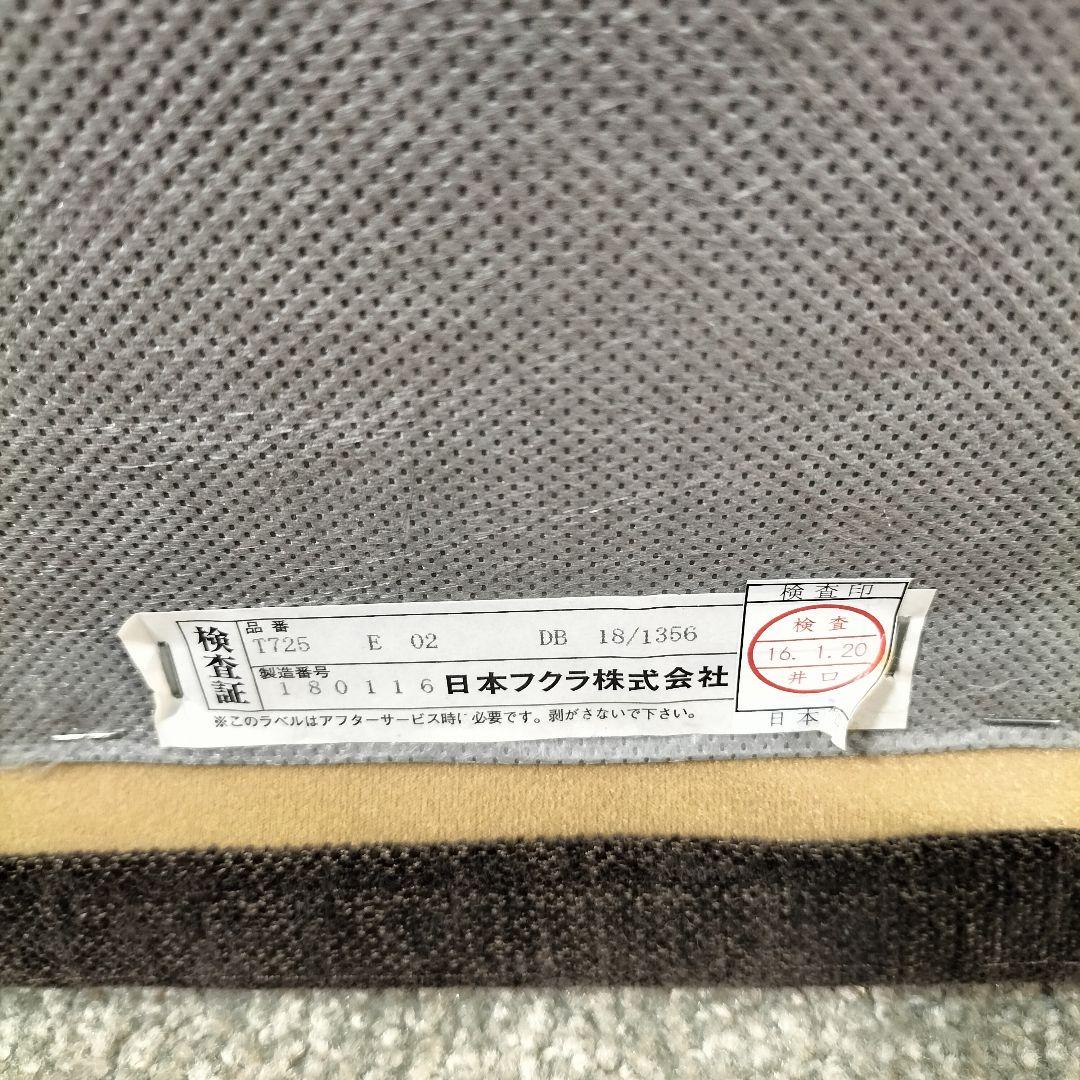 検査証
品番
T725 E 02 DB 18/1356
製造番号
180116 日本フクラ株式会社
※このラベルはアフターサービス時に必要です。剥がさないで下さい。
検査印
検査
16. 1.20
井口
日本